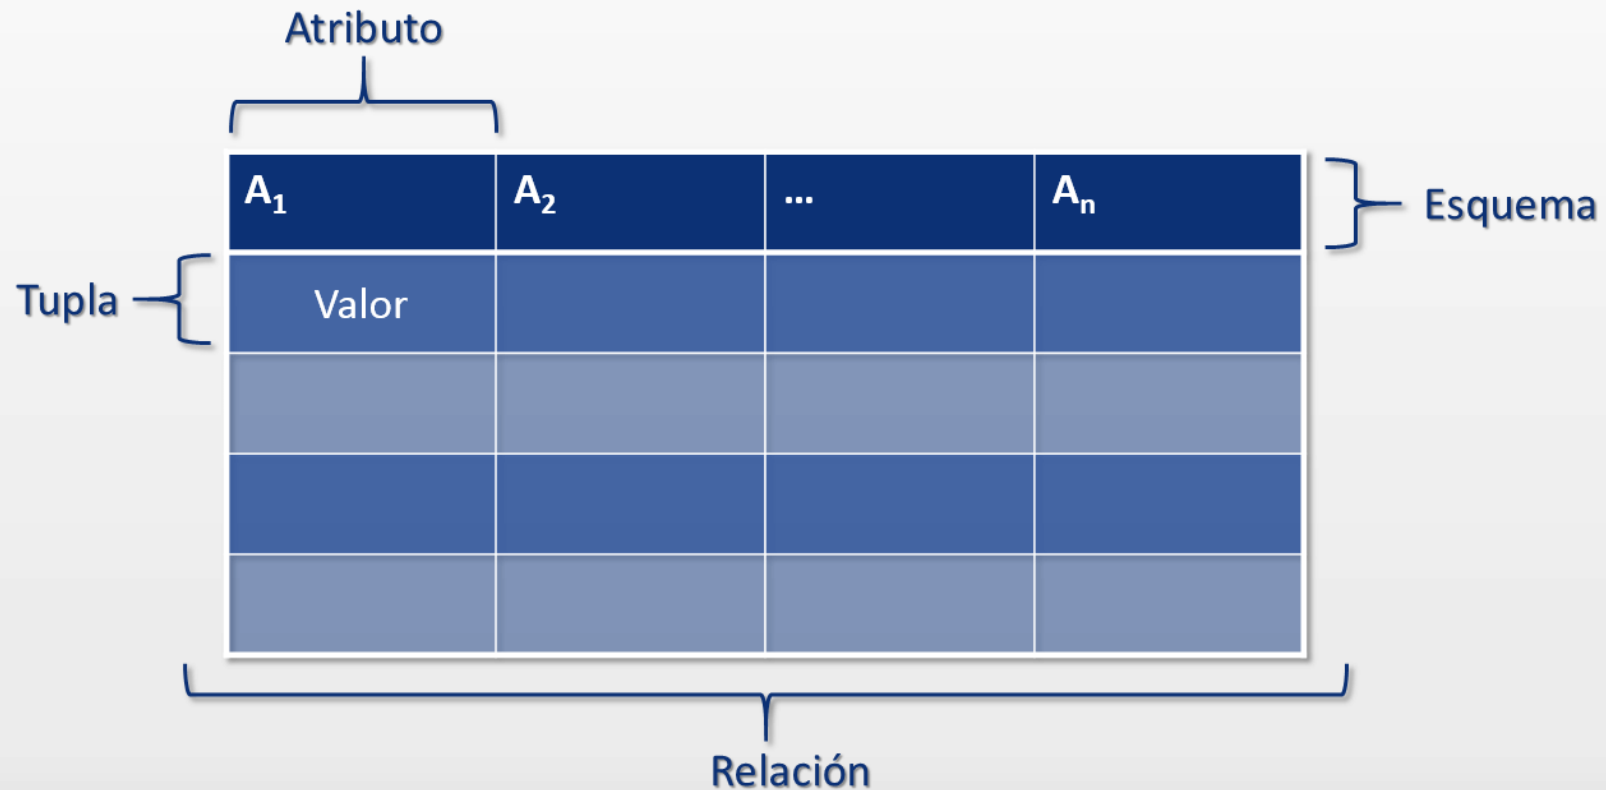 Atributo
A₁ A₂ ... Aₙ
Esquema
Tupla
Valor
Relación